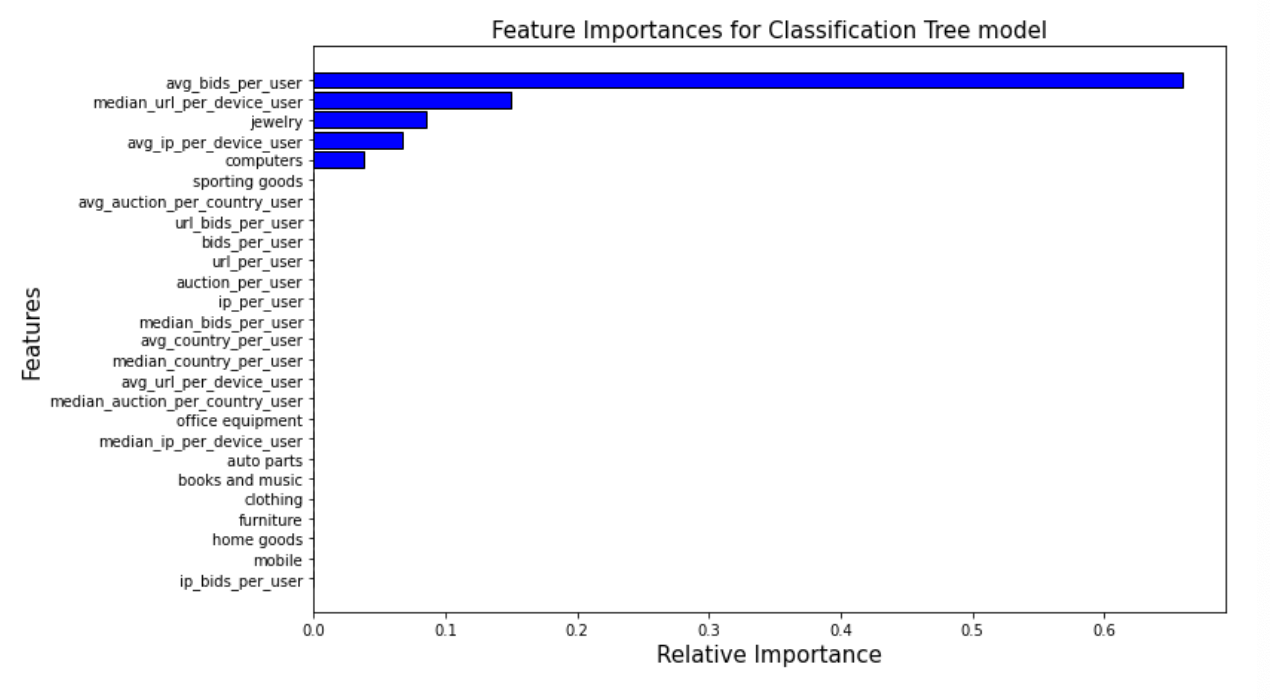 Feature Importances for Classification Tree model
avg_bids_per_user
median_url_per_device_user
jewelry
avg_ip_per_device_user
computers
sporting goods
avg_auction_per_country_user
url_bids_per_user
bids_per_user
url_per_user
auction_per_user
ip_per_user
median_bids_per_user
avg_country_per_user
median_country_per_user
avg_url_per_device_user
median_auction_per_country_user
office equipment
median_ip_per_device_user
auto parts
books and music
clothing
furniture
home goods
mobile
ip_bids_per_user
Features
0.0 0.1 0.2 0.3 0.4 0.5 0.6
Relative Importance